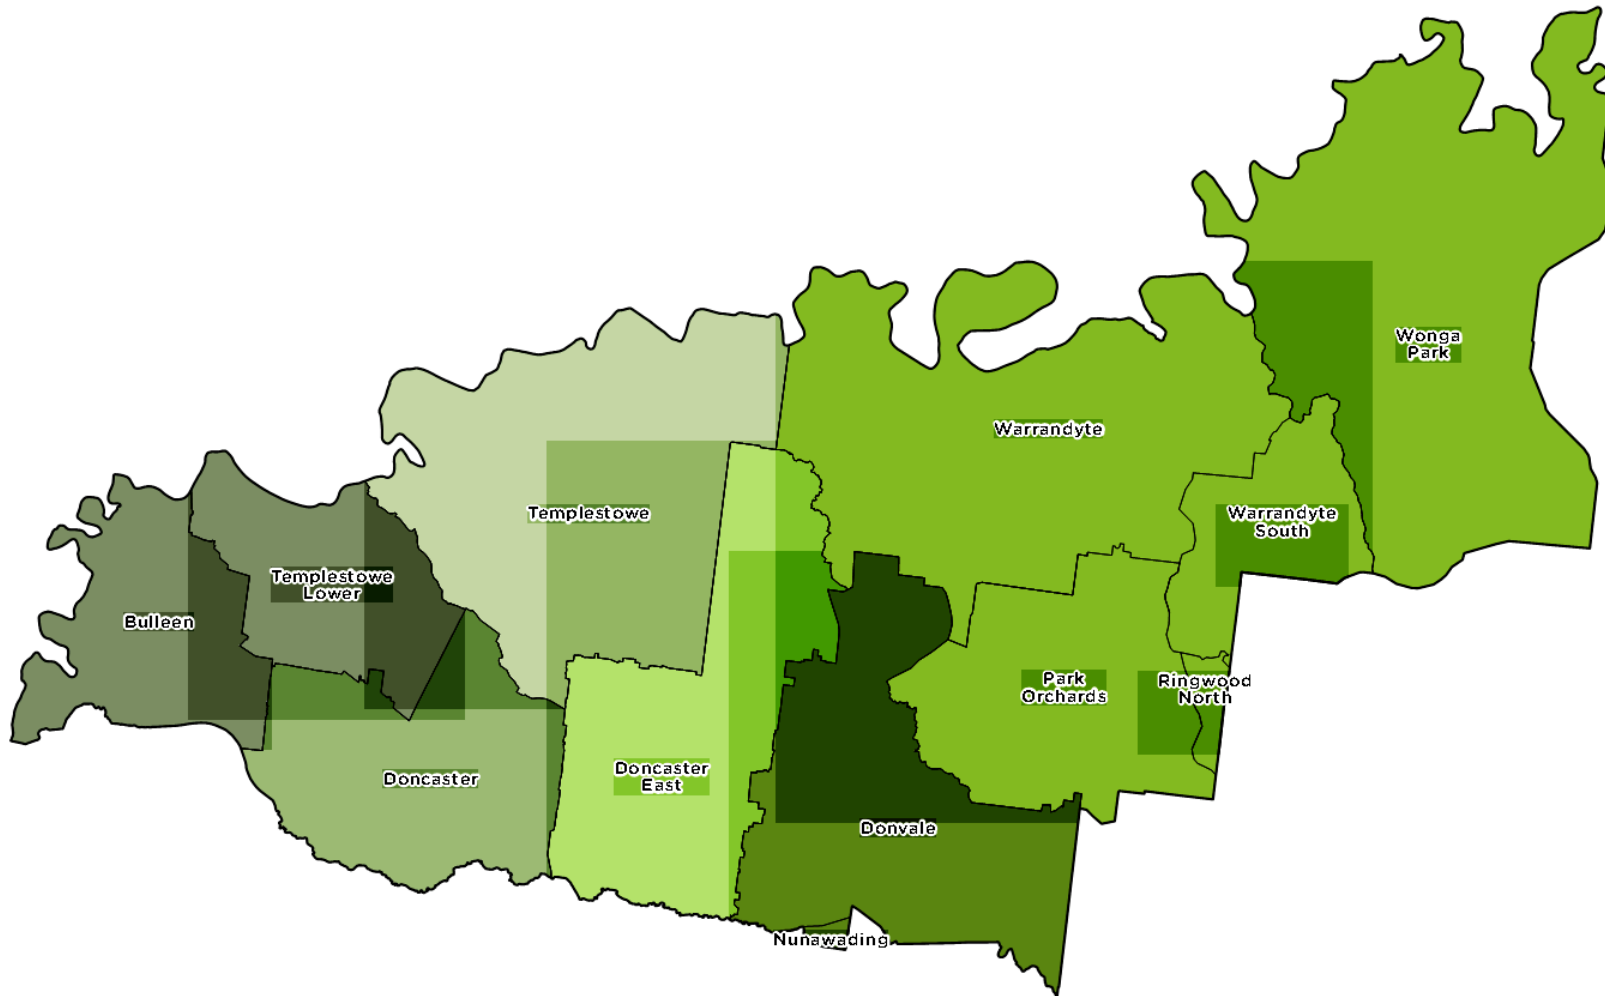 Wonga
Park
Warrandyte
Templestowe
Warrandyte
South
Templestowe
Lower
Bulleen
Park
Orchards
Ringwood
North
Doncaster
Doncaster
East
Donvale
Nunawading